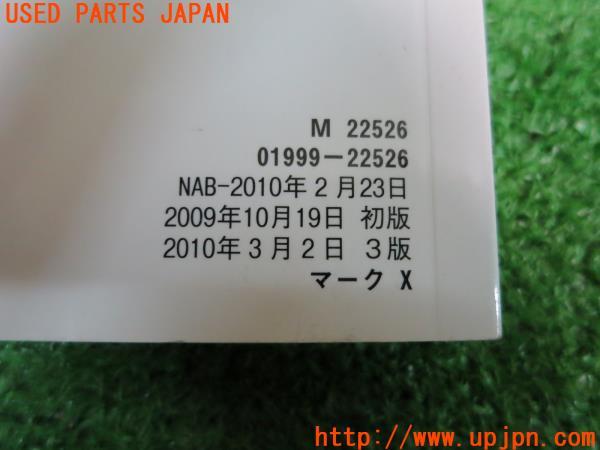 USED PARTS JAPAN
M 22526
01999-22526
NAB-2010年2月23日
2009年10月19日 初版
2010年3月2日 3版
マークX
http://www.upjpn.com/